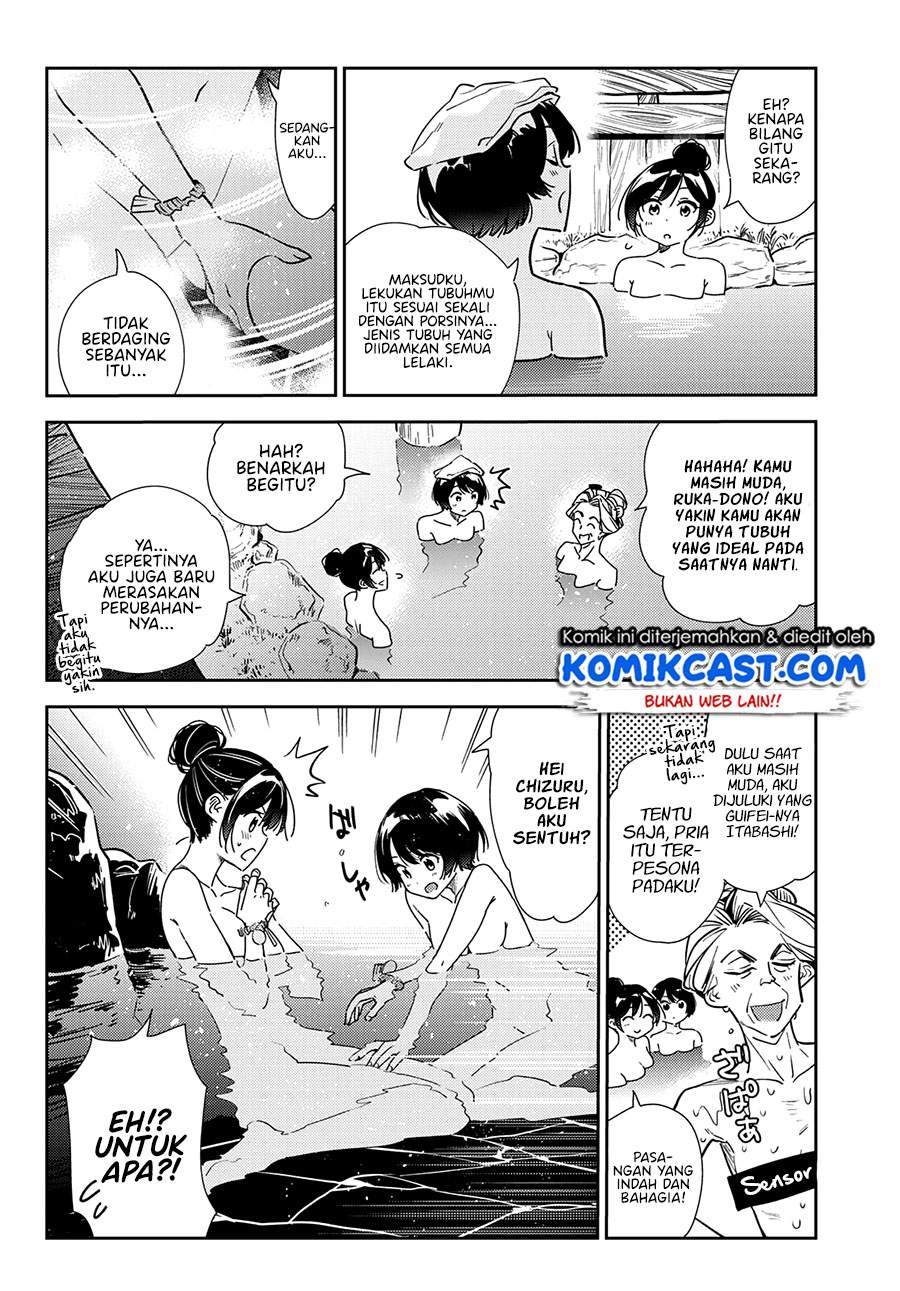 EH?
KENAPA
BILANG
GITU
SEKA-
RANG?
MAKSUDKU,
LEKUKAN TUBUHMU
ITU SESUAI SEKALI
DENGAN PORSINYA...
JENIS TUBUH YANG
DIIDAMKAN SEMUA
LELAKI.
SEDANG-
KAN
AKU...
TIDAK
BERDAGING
SEBANYAK
ITU...
HAHAHA! KAMU
MASIH MUDA,
RUKA-DONO! AKU
YAKIN KAMU AKAN
PUNYA TUBUH
YANG IDEAL PADA
SAATNYA NANTI.
HAH?
BENARKAH
BEGITU?
YA...
SEPERTINYA
AKU JUGA BARU
MERASAKAN
PERUBAHAN-
NYA...
Tapi
aku
tidak
begitu
yakin
sih.
Komik ini diterjemahkan & diedit oleh
KOMIKCAST.COM
BUKAN WEB LAIN!!
DULU SAAT
AKU MASIH
MUDA, AKU
DIJULUKI YANG
GUIFEI-NYA
ITABASHI!
Tapi
sekarang
tidak
lagi...
TENTU
SAJA, PRIA
ITU TER-
PESONA
PADAKU!
ざぱぁ
Sensor
PASA-
NGAN YANG
INDAH DAN
BAHAGIA!
HEI
CHIZURU,
BOLEH
AKU
SENTUH?
EH!?
UNTUK
APA?!